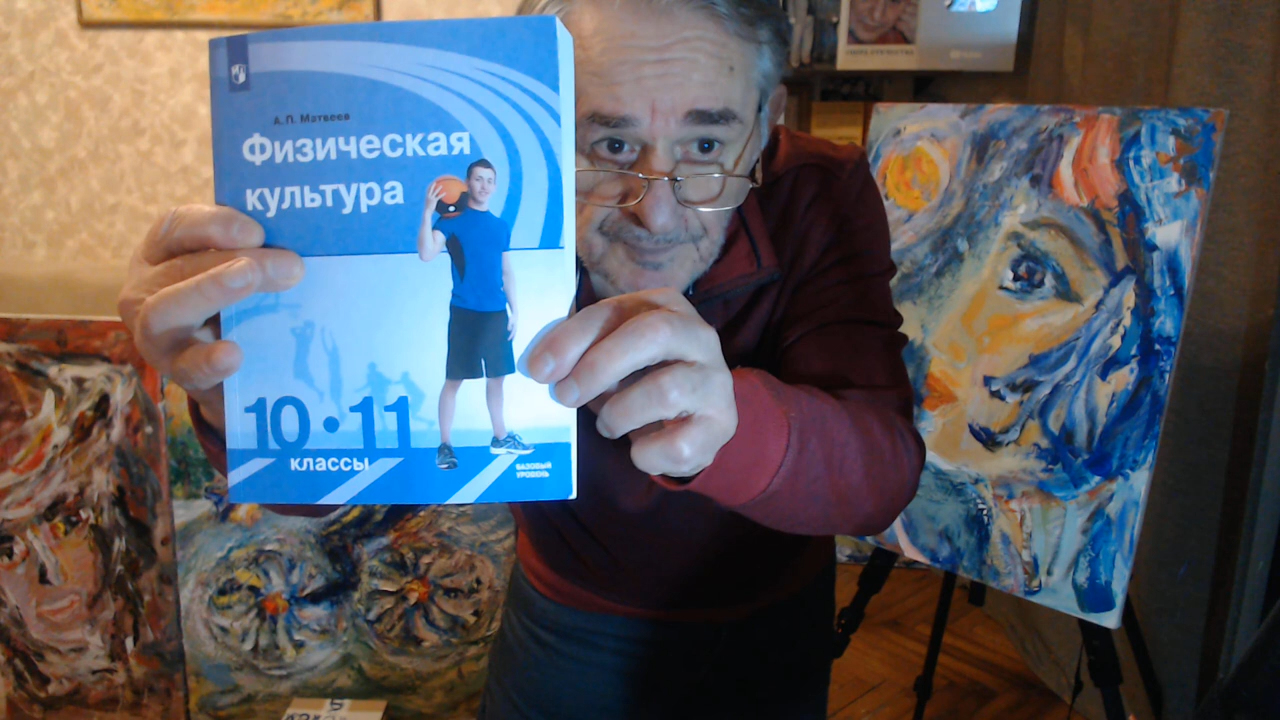 А. П. Матвеев
Физическая
культура
10•11
классы
БАЗОВЫЙ
УРОВЕНЬ